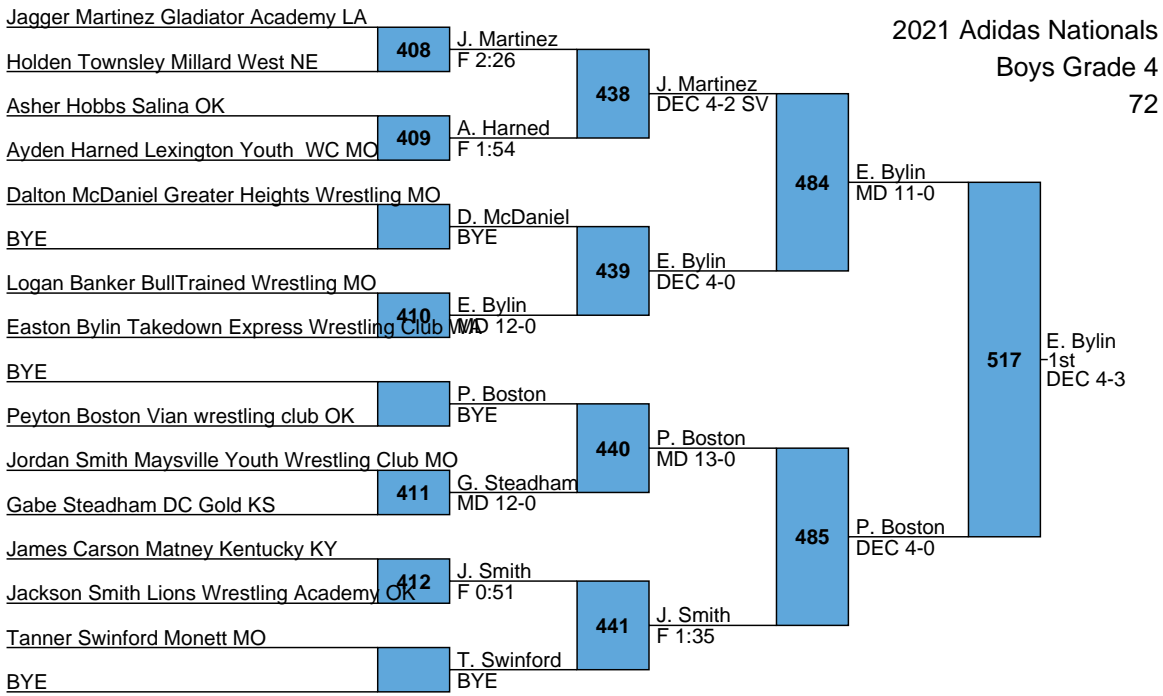 2021 Adidas Nationals
Boys Grade 4
72
Jagger Martinez Gladiator Academy LA
408
J. Martinez
F 2:26
Holden Townsley Millard West NE
438
J. Martinez
DEC 4-2 SV
Asher Hobbs Salina OK
409
A. Harned
F 1:54
Ayden Harned Lexington Youth  WC MO
484
E. Bylin
MD 11-0
Dalton McDaniel Greater Heights Wrestling MO
D. McDaniel
BYE
BYE
439
E. Bylin
DEC 4-0
Logan Banker BullTrained Wrestling MO
410
E. Bylin
MD 12-0
Easton Bylin Takedown Express Wrestling Club WA
517
E. Bylin
1st
DEC 4-3
BYE
P. Boston
BYE
Peyton Boston Vian wrestling club OK
440
P. Boston
MD 13-0
Jordan Smith Maysville Youth Wrestling Club MO
411
G. Steadham
MD 12-0
Gabe Steadham DC Gold KS
485
P. Boston
DEC 4-0
James Carson Matney Kentucky KY
412
J. Smith
F 0:51
Jackson Smith Lions Wrestling Academy OK
441
J. Smith
F 1:35
Tanner Swinford Monett MO
T. Swinford
BYE
BYE